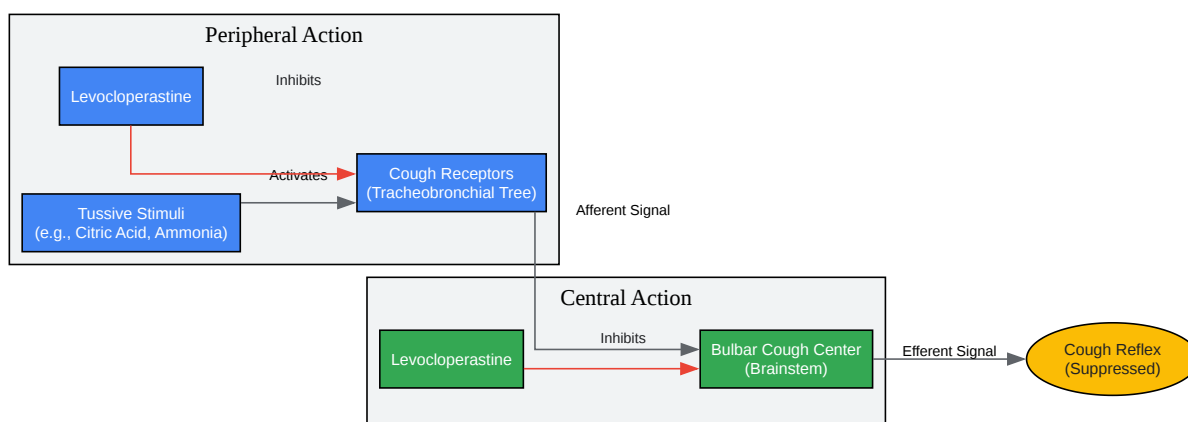 Peripheral Action
Inhibits
Levocloperastine
Activates
Cough Receptors
(Tracheobronchial Tree)
Tussive Stimuli
(e.g., Citric Acid, Ammonia)
Afferent Signal
Central Action
Inhibits
Levocloperastine
Bulbar Cough Center
(Brainstem)
Efferent Signal
Cough Reflex
(Suppressed)